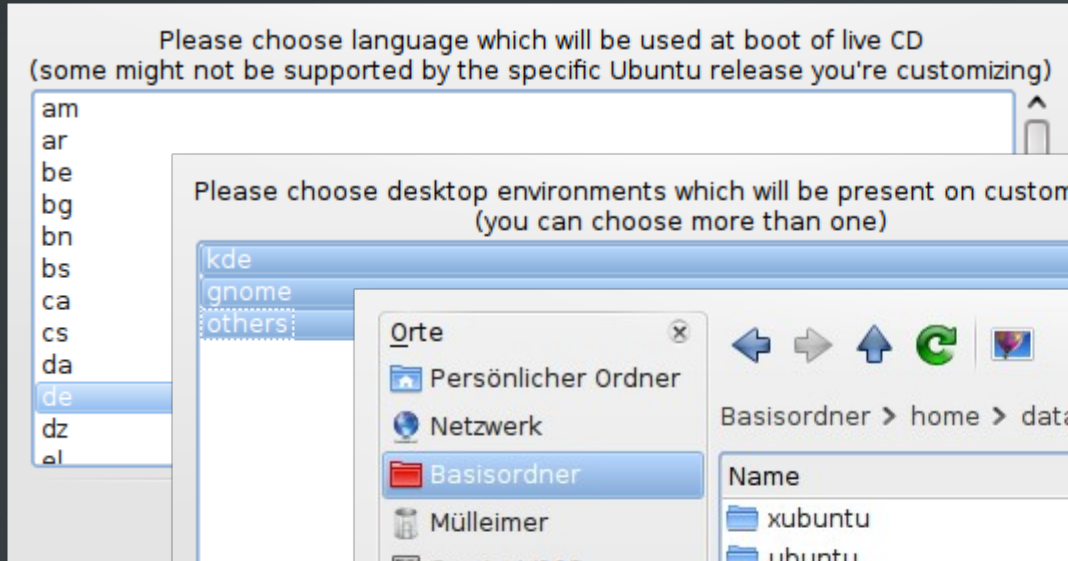 Please choose language which will be used at boot of live CD
(some might not be supported by the specific Ubuntu release you're customizing)
am
ar
be
bg
bn
bs
ca
cs
da
de
dz
el
Please choose desktop environments which will be present on custom
(you can choose more than one)
kde
gnome
others
Orte
Persönlicher Ordner
Netzwerk
Basisordner
Mülleimer
Basisordner > home > data
Name
xubuntu
ubuntu